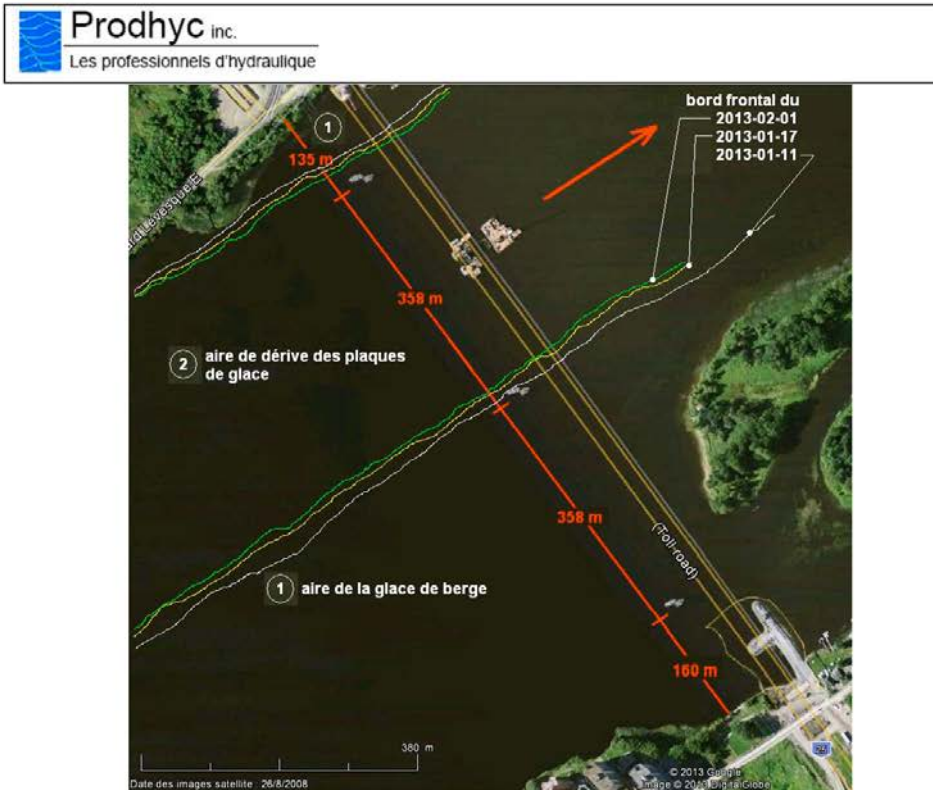 Prodhyc inc.
Les professionnels d'hydraulique
bord frontal du
2013-02-01
2013-01-17
2013-01-11
1
135 m
358 m
2 aire de dérive des plaques
de glace
358 m
(Toll road)
1 aire de la glace de berge
160 m
380 m
25
Date des images satellite : 26/8/2008
© 2013 Google
Image © 2013 DigitalGlobe